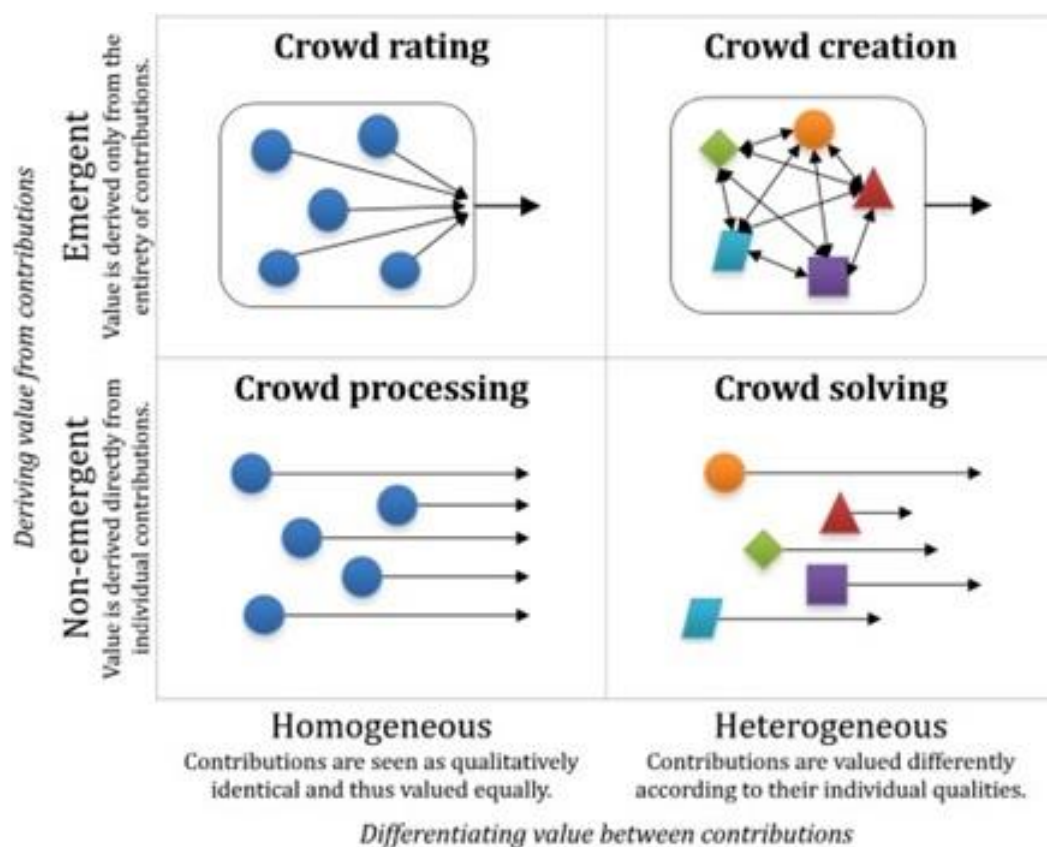 Crowd rating
Crowd creation
Deriving value from contributions
Emergent
Value is derived only from the
entirety of contributions.
Crowd processing
Crowd solving
Non-emergent
Value is derived directly from
individual contributions.
Homogeneous
Contributions are seen as qualitatively
identical and thus valued equally.
Heterogeneous
Contributions are valued differently
according to their individual qualities.
Differentiating value between contributions